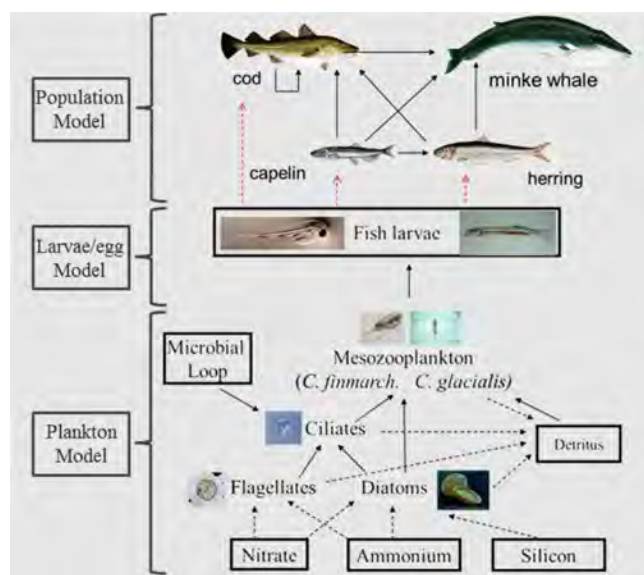 Population
Model
cod
minke whale
capelin
herring
Larvae/egg
Model
Fish larvae
Plankton
Model
Microbial
Loop
Mesozooplankton
(C. finmarch. C. glacialis)
Ciliates
Detritus
Flagellates
Diatoms
Nitrate
Ammonium
Silicon